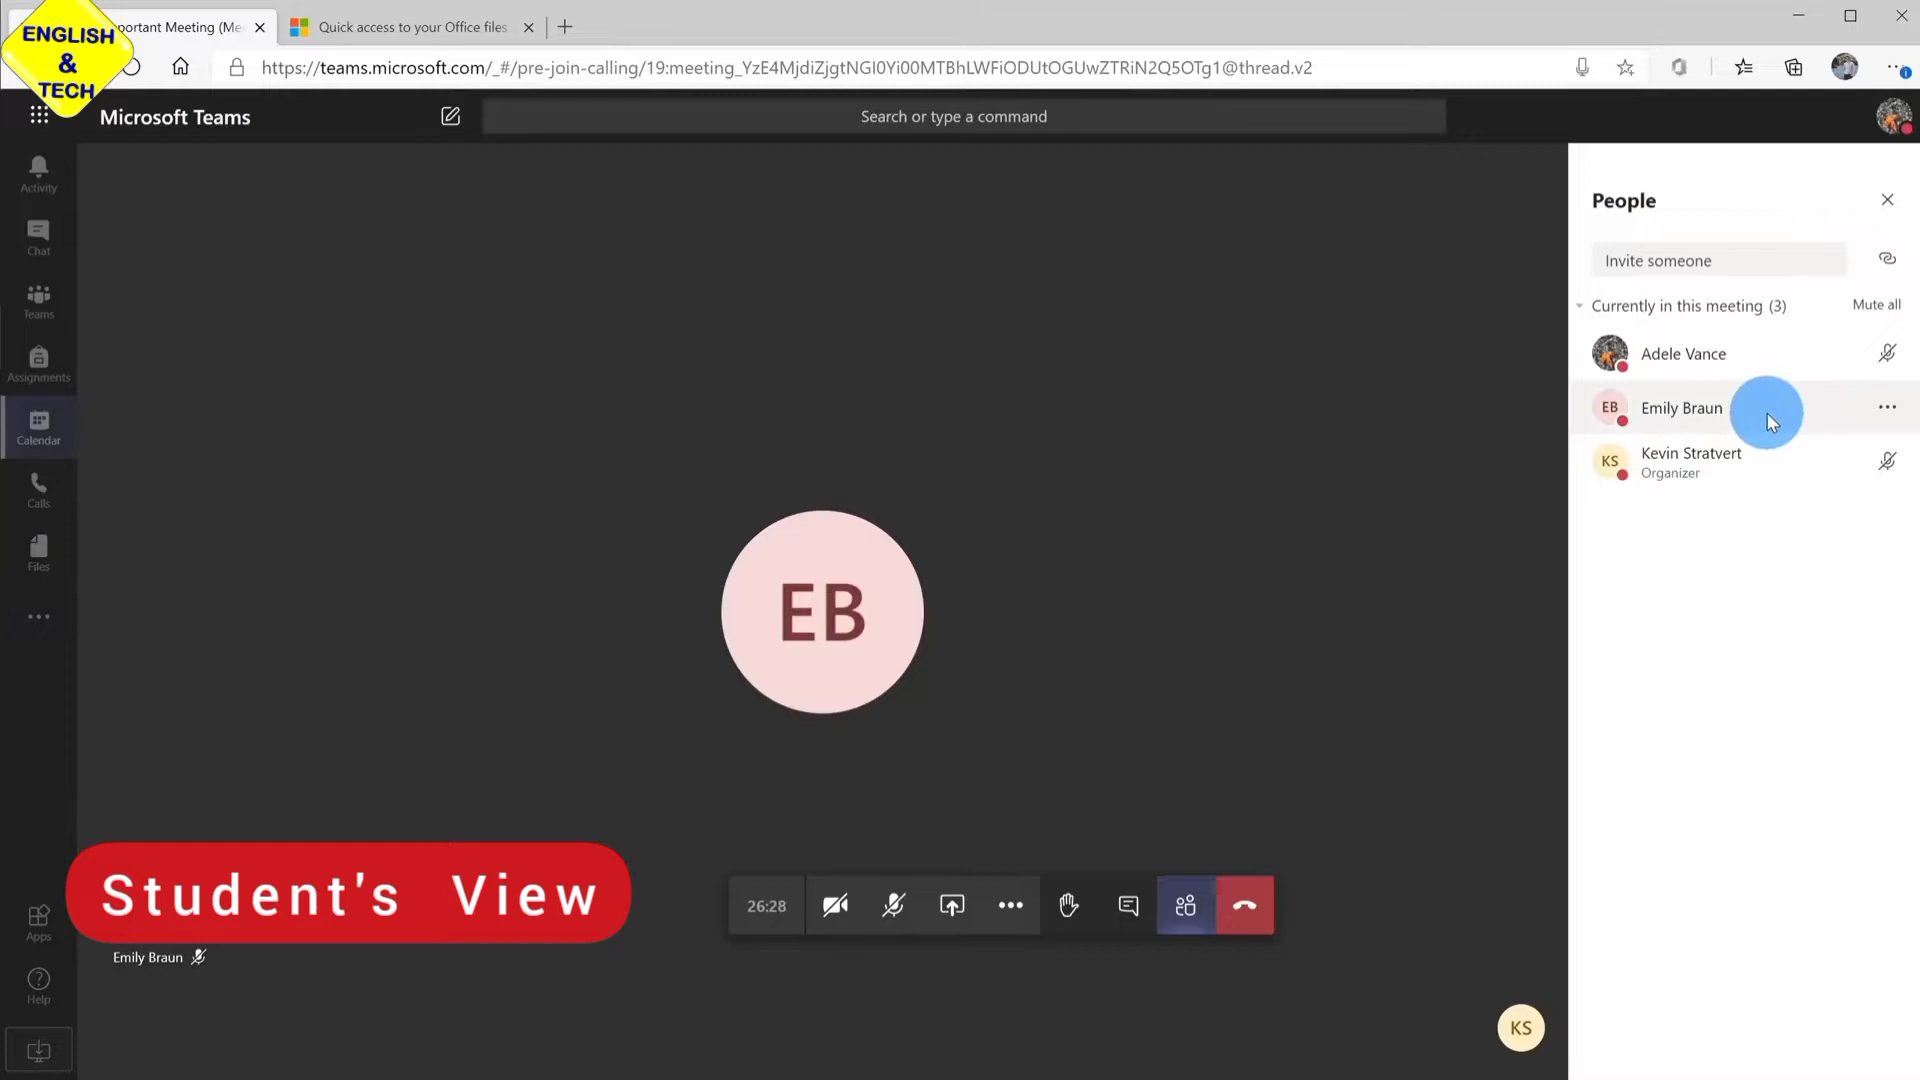 ENGLISH
&
TECH
portant Meeting (Me
Quick access to your Office files
https://teams.microsoft.com/_#/pre-join-calling/19:meeting_YzE4MjdiZjgtNGI0Yi00MTBhLWFiODUtOGUwZTRiN2Q5OTg1@thread.v2
Microsoft Teams
Search or type a command
Activity
Chat
Teams
Assignments
Calendar
Calls
Files
Apps
Help
People
Invite someone
Currently in this meeting (3)
Mute all
Adele Vance
EB
Emily Braun
KS
Kevin Stratvert
Organizer
EB
Student's View
26:28
Emily Braun
KS